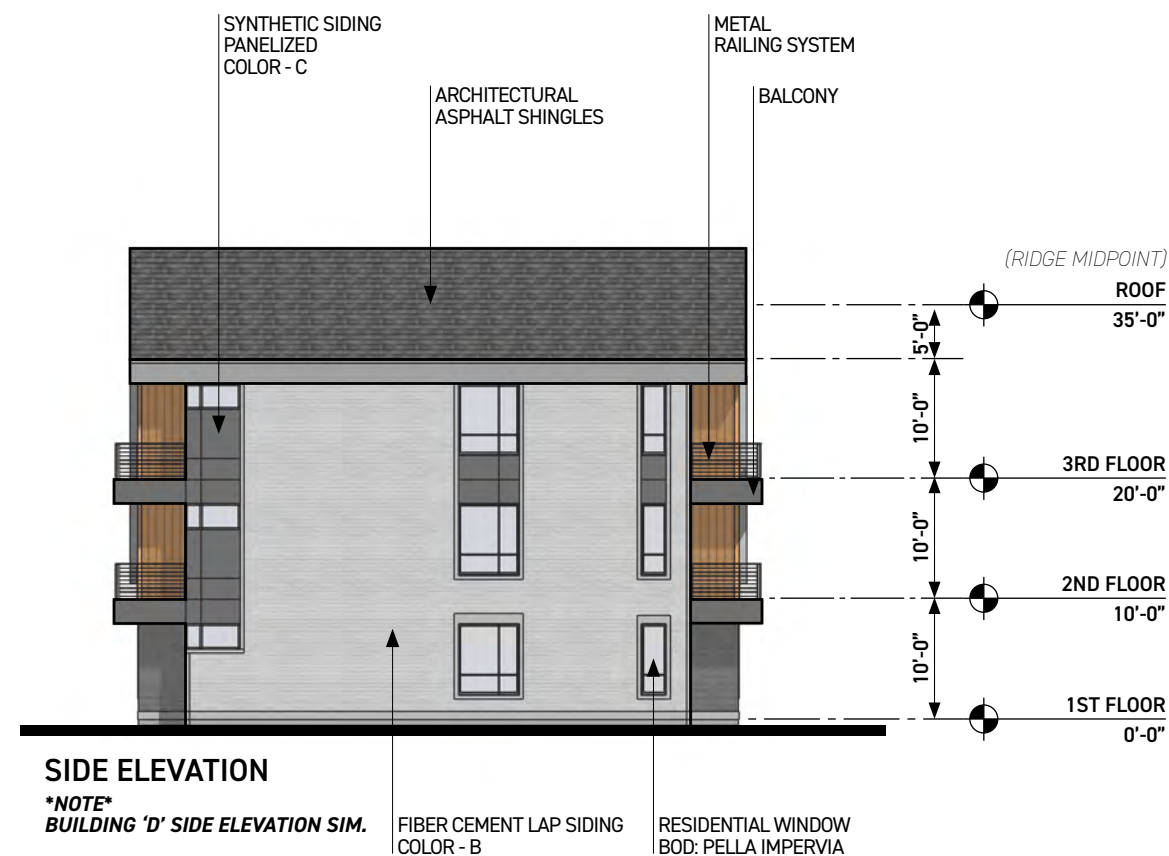 SYNTHETIC SIDING
PANELIZED
COLOR - C
METAL
RAILING SYSTEM
ARCHITECTURAL
ASPHALT SHINGLES
BALCONY
(RIDGE MIDPOINT)
ROOF
35'-0"
5'-0"
10'-0"
3RD FLOOR
20'-0"
10'-0"
2ND FLOOR
10'-0"
10'-0"
1ST FLOOR
0'-0"
SIDE ELEVATION
*NOTE*
BUILDING ‘D’ SIDE ELEVATION SIM.
FIBER CEMENT LAP SIDING
COLOR - B
RESIDENTIAL WINDOW
BOD: PELLA IMPERVIA